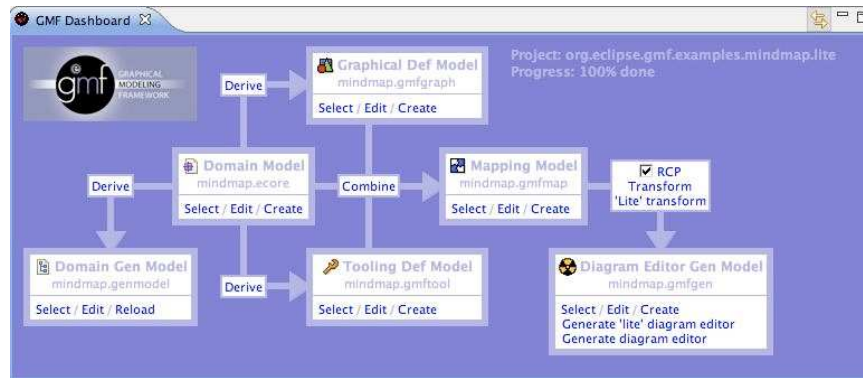 GMF Dashboard
gmf GRAPHICAL
MODELING
FRAMEWORK
Project: org.eclipse.gmf.examples.mindmap.lite
Progress: 100% done
Derive
Graphical Def Model
mindmap.gmfgraph
Select / Edit / Create
Derive
Domain Model
mindmap.ecore
Select / Edit / Create
Combine
Mapping Model
mindmap.gmfmap
Select / Edit / Create
RCP
Transform
'Lite' transform
Domain Gen Model
mindmap.genmodel
Select / Edit / Reload
Derive
Tooling Def Model
mindmap.gmftool
Select / Edit / Create
Diagram Editor Gen Model
mindmap.gmfgen
Select / Edit / Create
Generate 'lite' diagram editor
Generate diagram editor